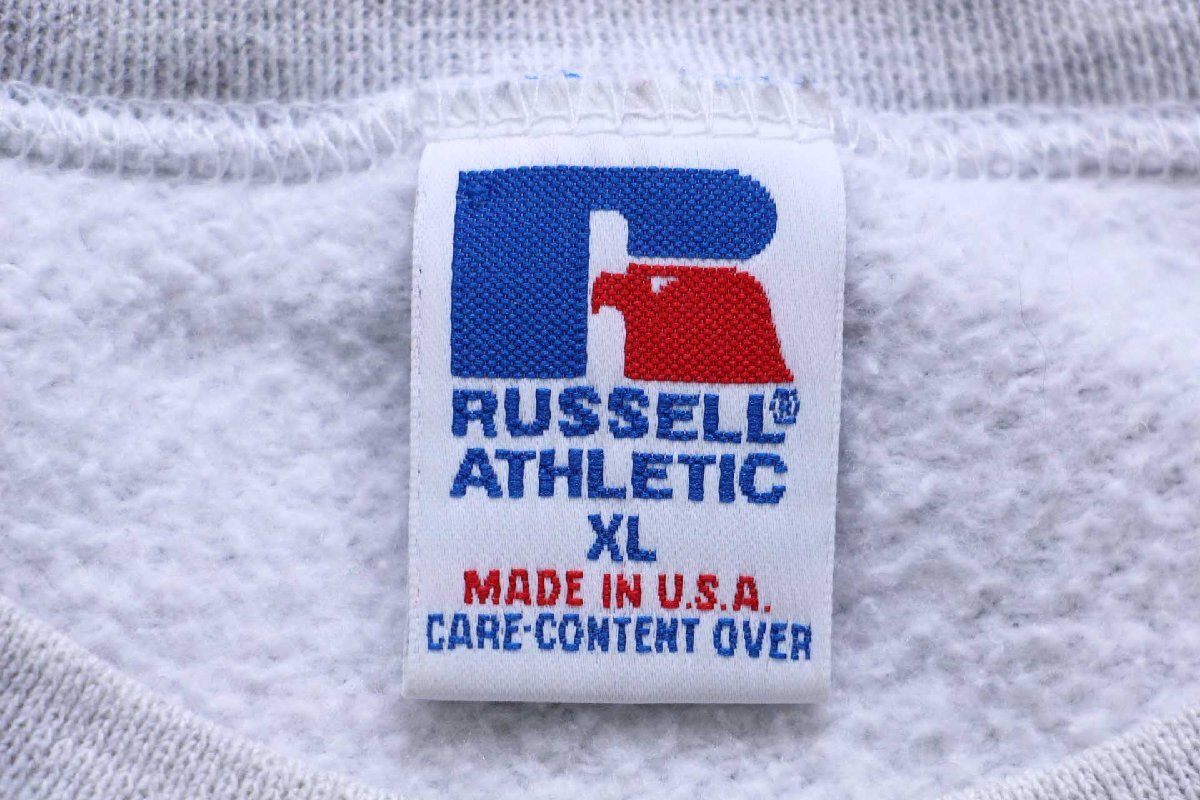 RUSSELL®
ATHLETIC
XL
MADE IN U.S.A.
CARE-CONTENT OVER